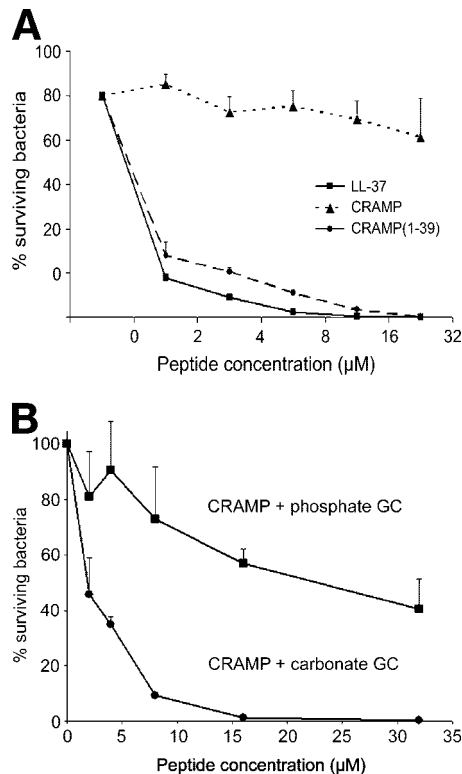 A
100
80
60
40
20
0
% surviving bacteria
LL-37
CRAMP
CRAMP(1-39)
0 2 4 8 16 32
Peptide concentration (µM)
B
100
80
60
40
20
0
% surviving bacteria
CRAMP + phosphate GC
CRAMP + carbonate GC
0 5 10 15 20 25 30 35
Peptide concentration (µM)